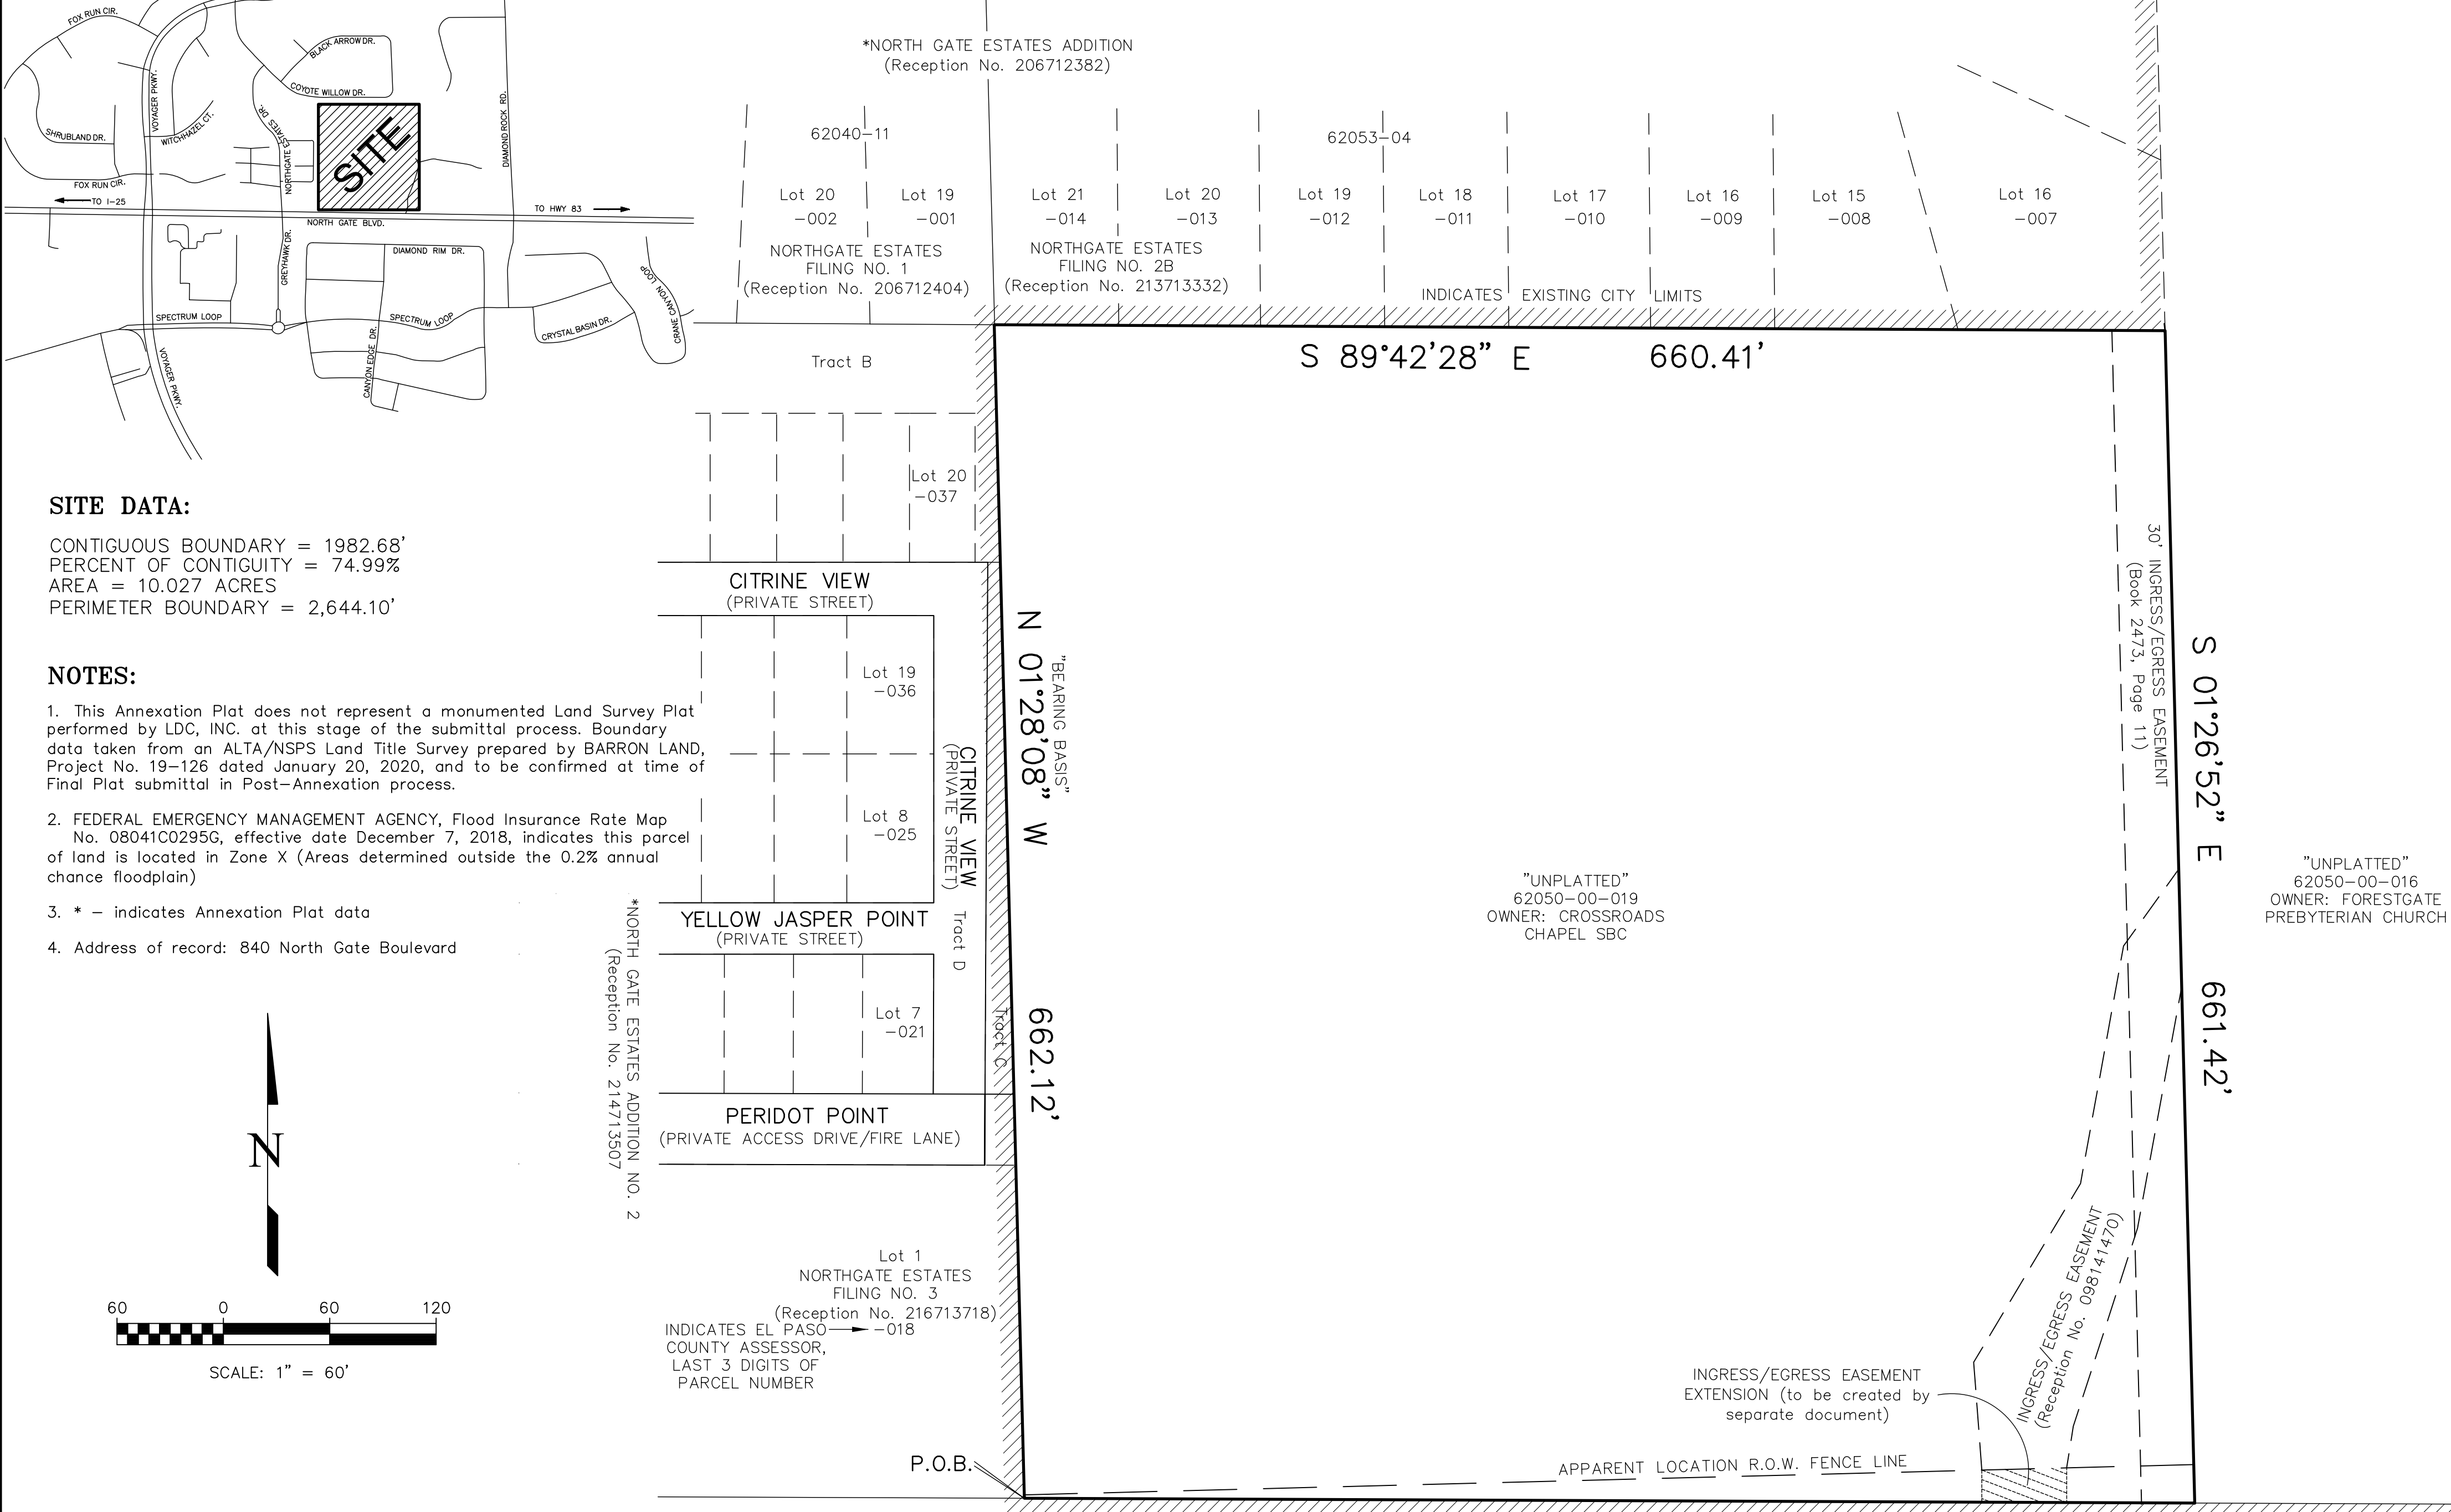 FOX RUN CIR.
BLACK ARROW DR.
COYOTE WILLOW DR.
VOYAGER PKWY.
WITCHHAZEL CT.
SHRUBLAND DR.
NORTHGATE ESTATES DR.
DIAMOND ROCK RD.
SITE
FOX RUN CIR.
TO I-25
TO HWY 83
NORTH GATE BLVD.
GREYHAWK DR.
DIAMOND RIM DR.
SPECTRUM LOOP
SPECTRUM LOOP
CANYON EDGE DR.
CRYSTAL BASIN DR.
CRANE CANYON LOOP
VOYAGER PKWY.
*NORTH GATE ESTATES ADDITION
(Reception No. 206712382)
62040-11
62053-04
Lot 20
-002
Lot 19
-001
Lot 21
-014
Lot 20
-013
Lot 19
-012
Lot 18
-011
Lot 17
-010
Lot 16
-009
Lot 15
-008
Lot 16
-007
NORTHGATE ESTATES
FILING NO. 1
(Reception No. 206712404)
NORTHGATE ESTATES
FILING NO. 2B
(Reception No. 213713332)
INDICATES EXISTING CITY LIMITS
S 89°42'28" E 660.41'
Tract B
Lot 20
-037
SITE DATA:
CONTIGUOUS BOUNDARY = 1982.68'
PERCENT OF CONTIGUITY = 74.99%
AREA = 10.027 ACRES
PERIMETER BOUNDARY = 2,644.10'
NOTES:
1. This Annexation Plat does not represent a monumented Land Survey Plat
performed by LDC, INC. at this stage of the submittal process. Boundary
data taken from an ALTA/NSPS Land Title Survey prepared by BARRON LAND,
Project No. 19-126 dated January 20, 2020, and to be confirmed at time of
Final Plat submittal in Post-Annexation process.
2. FEDERAL EMERGENCY MANAGEMENT AGENCY, Flood Insurance Rate Map
No. 08041C0295G, effective date December 7, 2018, indicates this parcel
of land is located in Zone X (Areas determined outside the 0.2% annual
chance floodplain)
3. * - indicates Annexation Plat data
4. Address of record: 840 North Gate Boulevard
CITRINE VIEW
(PRIVATE STREET)
Lot 19
-036
Lot 8
-025
CITRINE VIEW
(PRIVATE STREET)
YELLOW JASPER POINT
(PRIVATE STREET)
Tract D
Lot 7
-021
Tract C
PERIDOT POINT
(PRIVATE ACCESS DRIVE/FIRE LANE)
*NORTH GATE ESTATES ADDITION NO. 2
(Reception No. 214713507
N 01°28'08" W 662.12'
"BEARING BASIS"
30' INGRESS/EGRESS EASEMENT
(Book 2473, Page 11)
S 01°26'52" E 661.42'
"UNPLATTED"
62050-00-019
OWNER: CROSSROADS
CHAPEL SBC
"UNPLATTED"
62050-00-016
OWNER: FORESTGATE
PREBYTERIAN CHURCH
N
60 0 60 120
SCALE: 1" = 60'
Lot 1
NORTHGATE ESTATES
FILING NO. 3
(Reception No. 216713718)
INDICATES EL PASO
COUNTY ASSESSOR,
LAST 3 DIGITS OF
PARCEL NUMBER
-018
INGRESS/EGRESS EASEMENT
(Reception No. 098141470)
INGRESS/EGRESS EASEMENT
EXTENSION (to be created by
separate document)
APPARENT LOCATION R.O.W. FENCE LINE
P.O.B.